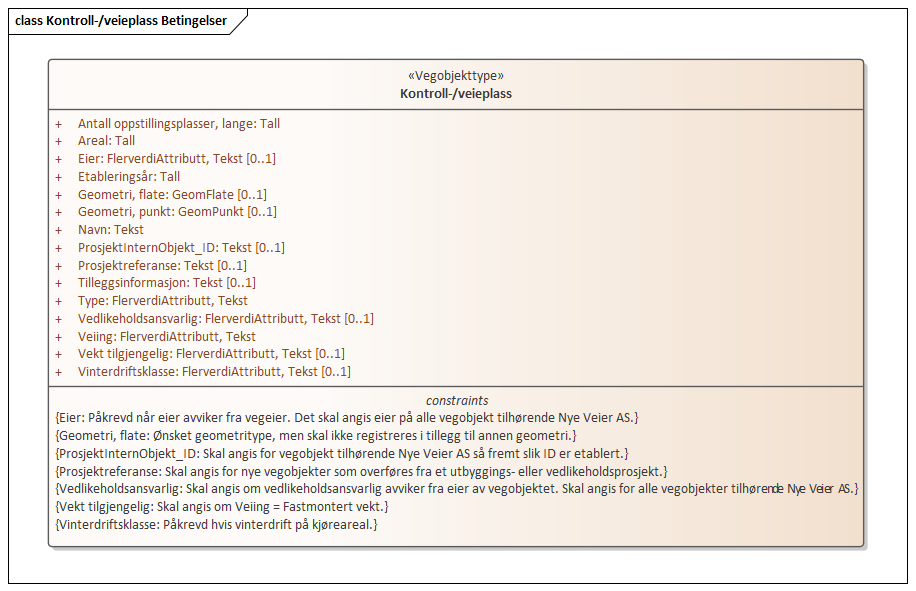 class Kontroll-/veieplass Betingelser
«Vegobjekttype»
Kontroll-/veieplass
+ Antall oppstillingsplasser, lange: Tall
+ Areal: Tall
+ Eier: FlerverdiAttributt, Tekst [0..1]
+ Etableringsår: Tall
+ Geometri, flate: GeomFlate [0..1]
+ Geometri, punkt: GeomPunkt [0..1]
+ Navn: Tekst
+ ProsjektInternObjekt_ID: Tekst [0..1]
+ Prosjektreferanse: Tekst [0..1]
+ Tilleggsinformasjon: Tekst [0..1]
+ Type: FlerverdiAttributt, Tekst
+ Vedlikeholdsansvarlig: FlerverdiAttributt, Tekst [0..1]
+ Veiing: FlerverdiAttributt, Tekst
+ Vekt tilgjengelig: FlerverdiAttributt, Tekst [0..1]
+ Vinterdriftsklasse: FlerverdiAttributt, Tekst [0..1]
constraints
{Eier: Påkrevd når eier avviker fra vegeier. Det skal angis eier på alle vegobjekt tilhørende Nye Veier AS.}
{Geometri, flate: Ønsket geometritype, men skal ikke registreres i tillegg til annen geometri.}
{ProsjektInternObjekt_ID: Skal angis for vegobjekt tilhørende Nye Veier AS så fremt slik ID er etablert.}
{Prosjektreferanse: Skal angis for nye vegobjekter som overføres fra et utbyggings- eller vedlikeholdsprosjekt.}
{Vedlikeholdsansvarlig: Skal angis om vedlikeholdsansvarlig avviker fra eier av vegobjektet. Skal angis for alle vegobjekter tilhørende Nye Veier AS.}
{Vekt tilgjengelig: Skal angis om Veiing = Fastmontert vekt.}
{Vinterdriftsklasse: Påkrevd hvis vinterdrift på kjøreareal.}